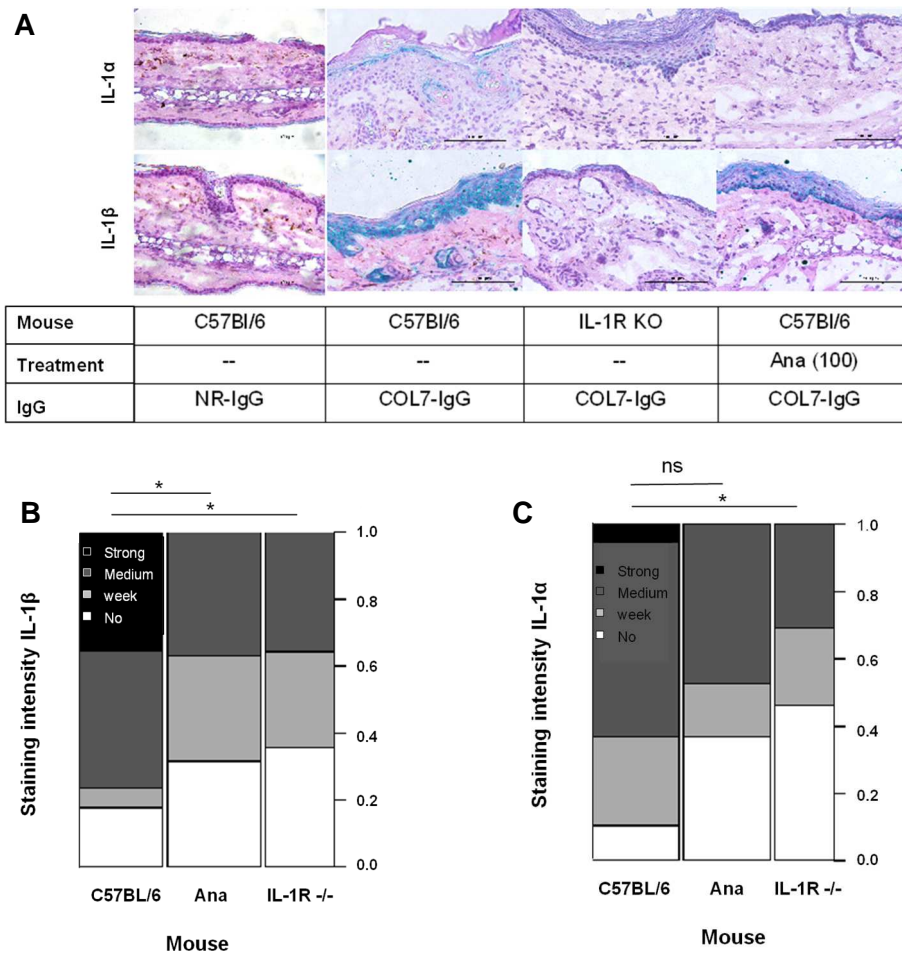 A
IL-1α
IL-1β
Mouse C57Bl/6 C57Bl/6 IL-1R KO C57Bl/6
Treatment -- -- -- Ana (100)
IgG NR-IgG COL7-IgG COL7-IgG COL7-IgG
B
*
*
Strong
Medium
week
No
Staining intensity IL-1β
1.0
0.8
0.6
0.4
0.2
0.0
C57BL/6 Ana IL-1R -/-
Mouse
C
ns
*
Strong
Medium
week
No
Staining intensity IL-1α
1.0
0.8
0.6
0.4
0.2
0.0
C57BL/6 Ana IL-1R -/-
Mouse